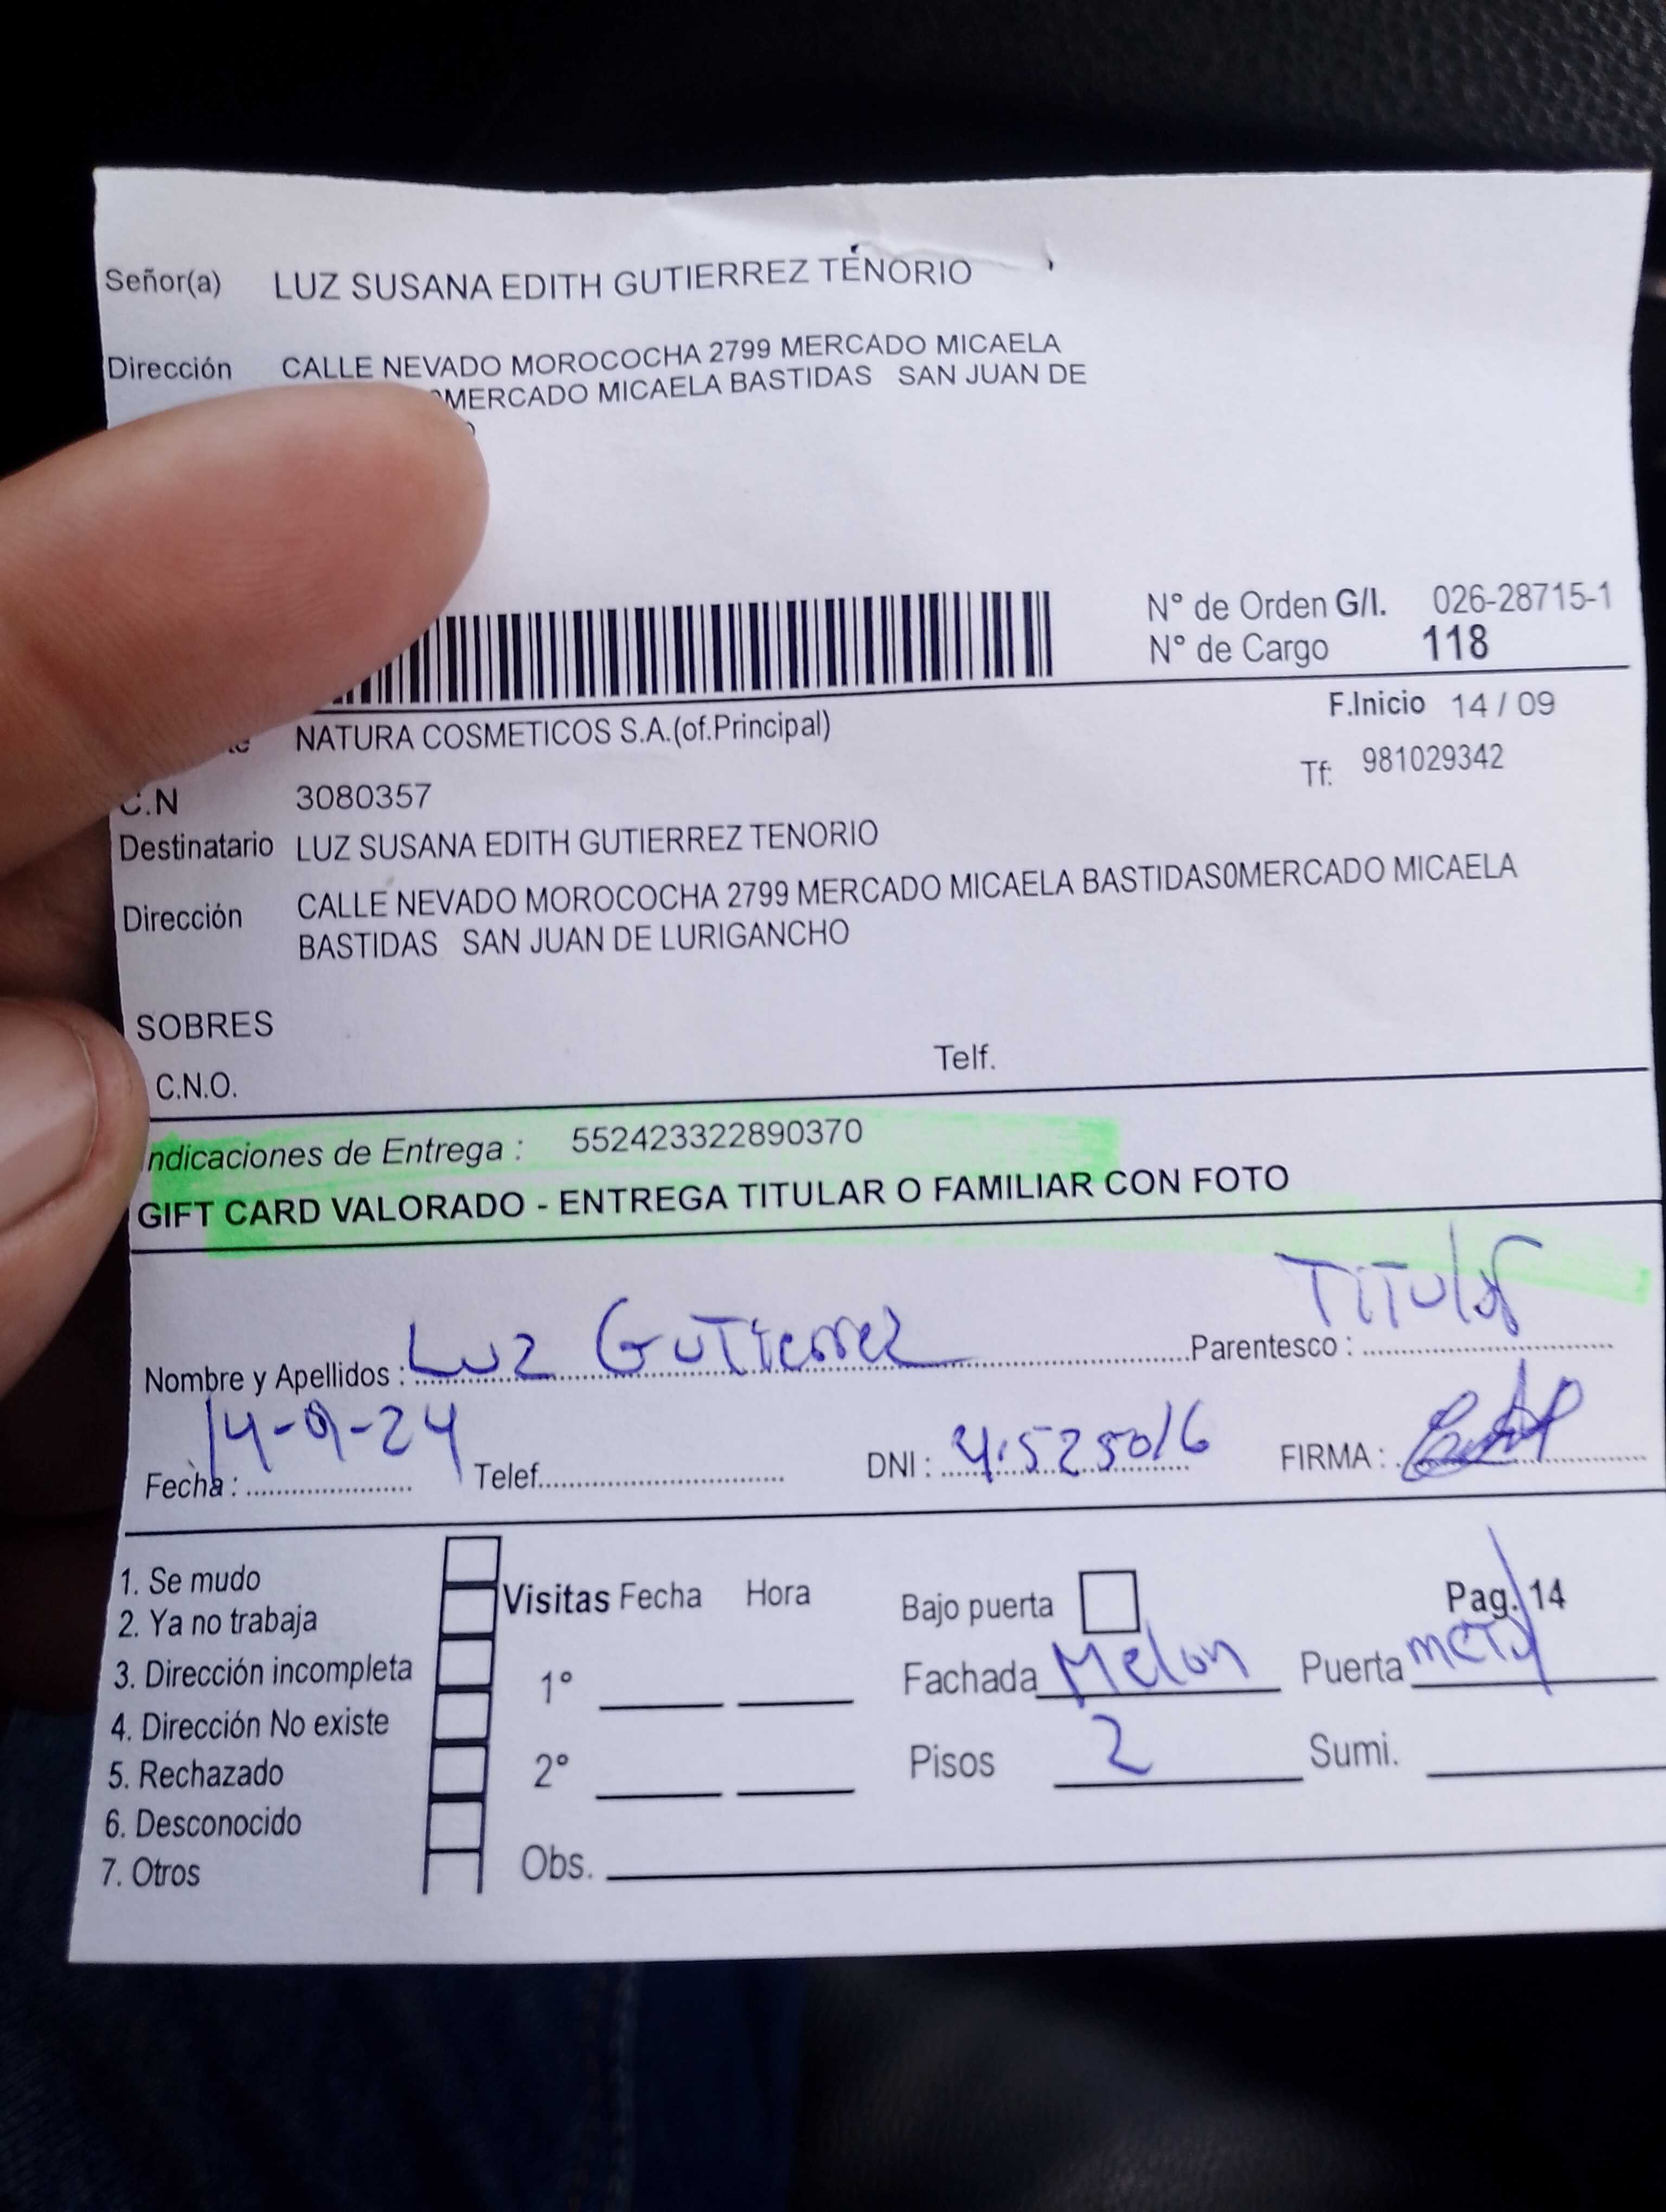 Señor(a) LUZ SUSANA EDITH GUTIERREZ TENORIO
Dirección CALLE NEVADO MOROCOCHA 2799 MERCADO MICAELA
MERCADO MICAELA BASTIDAS SAN JUAN DE
N° de Orden G/I. 026-28715-1
N° de Cargo 118
F.Inicio 14 / 09
NATURA COSMETICOS S.A.(of.Principal)
Tf: 981029342
C.N 3080357
Destinatario LUZ SUSANA EDITH GUTIERREZ TENORIO
Dirección CALLE NEVADO MOROCOCHA 2799 MERCADO MICAELA BASTIDAS0MERCADO MICAELA
BASTIDAS SAN JUAN DE LURIGANCHO
SOBRES
C.N.O. Telf.
Indicaciones de Entrega : 552423322890370
GIFT CARD VALORADO - ENTREGA TITULAR O FAMILIAR CON FOTO
Nombre y Apellidos : Luz Gutierrez Parentesco : Titular
Fecha : 14-9-24 Telef. DNI : 41525016 FIRMA :
1. Se mudo
2. Ya no trabaja
3. Dirección incompleta
4. Dirección No existe
5. Rechazado
6. Desconocido
7. Otros
Visitas Fecha Hora
1°
2°
Obs.
Bajo puerta Pag. 14
Fachada Melon Puerta metal
Pisos 2 Sumi.